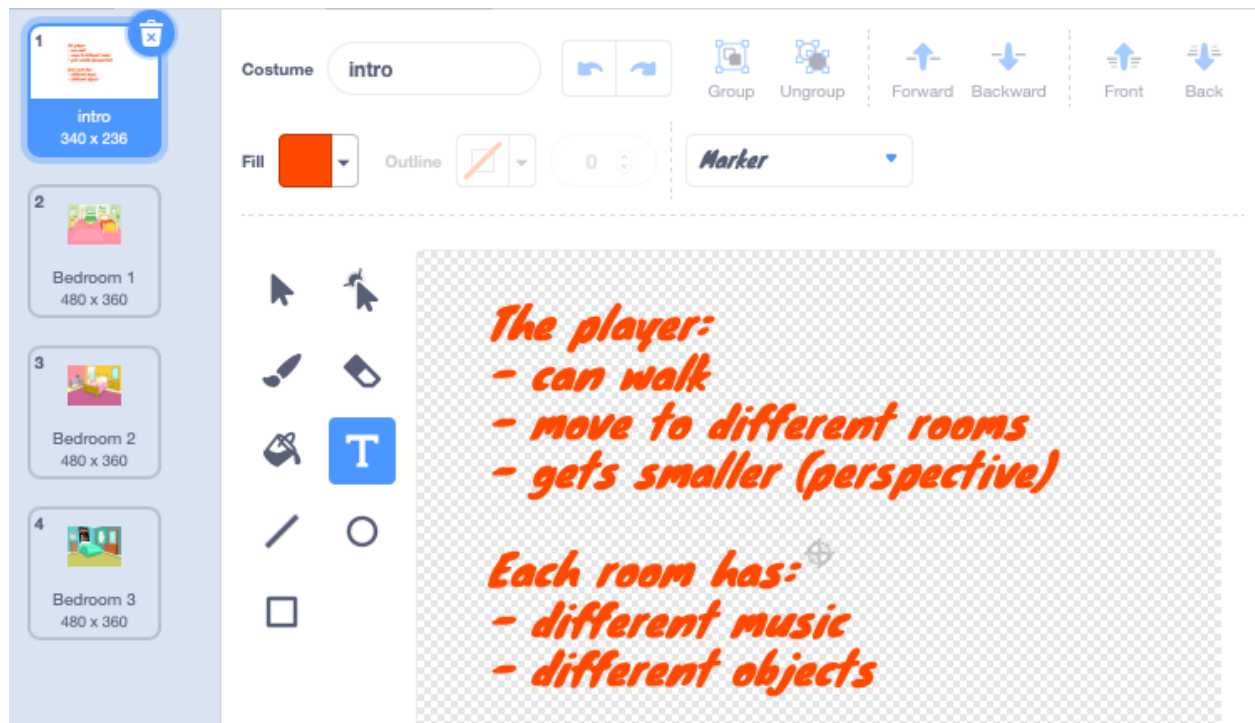 1
intro
340 x 236
2
Bedroom 1
480 x 360
3
Bedroom 2
480 x 360
4
Bedroom 3
480 x 360
Costume intro
Group Ungroup Forward Backward Front Back
Fill Outline 0 Marker
T
The player:
- can walk
- move to different rooms
- gets smaller (perspective)
Each room has:
- different music
- different objects